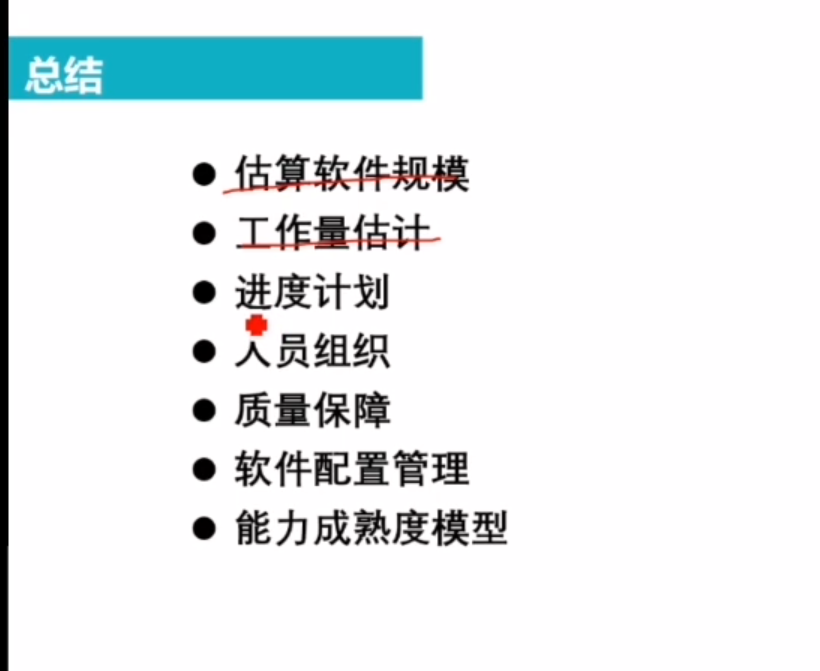 总结
● 估算软件规模
● 工作量估计
● 进度计划
● 人员组织
● 质量保障
● 软件配置管理
● 能力成熟度模型